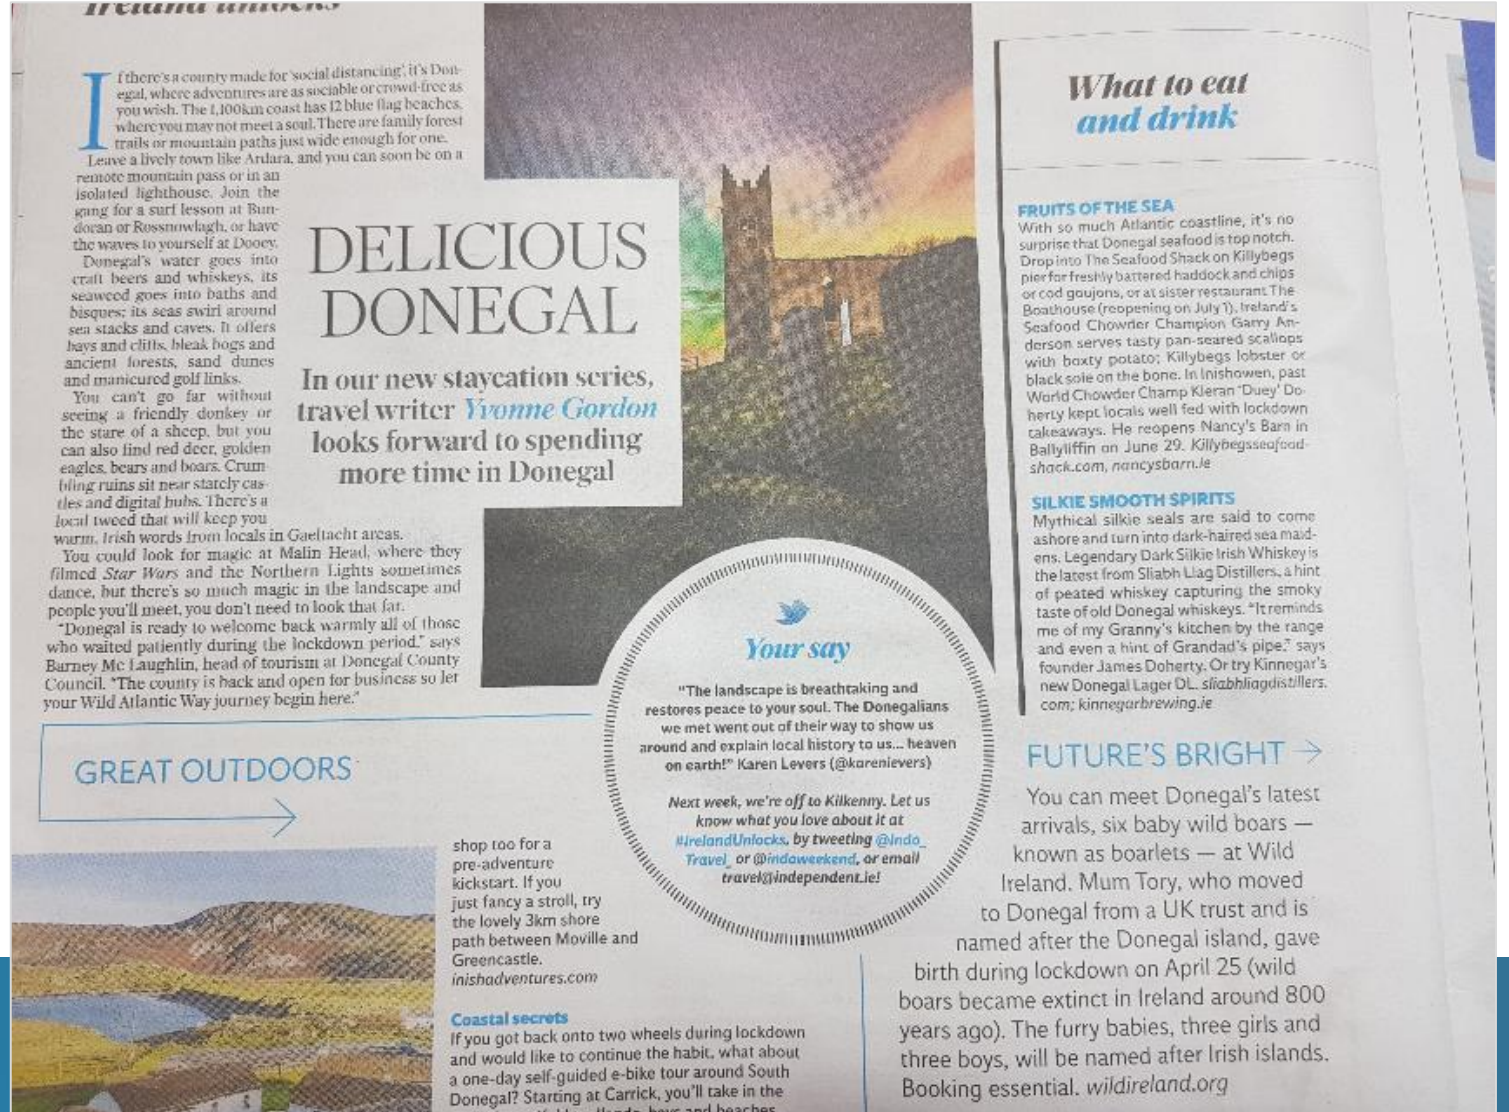 Ireland unlocks
If there's a county made for 'social distancing', it's Don-
egal, where adventures are as sociable or crowd-free as
you wish. The 1,100km coast has 12 blue flag beaches,
where you may not meet a soul. There are family forest
trails or mountain paths just wide enough for one.
Leave a lively town like Ardara, and you can soon be on a
remote mountain pass or in an
isolated lighthouse. Join the
gang for a surf lesson at Bun-
doran or Rossnowlagh, or have
the waves to yourself at Dooey.
Donegal's water goes into
craft beers and whiskeys, its
seaweed goes into baths and
bisques; its seas swirl around
sea stacks and caves. It offers
bays and cliffs, bleak bogs and
ancient forests, sand dunes
and manicured golf links.
You can't go far without
seeing a friendly donkey or
the stare of a sheep, but you
can also find red deer, golden
eagles, bears and boars. Crum-
bling ruins sit near stately cas-
tles and digital hubs. There's a
local tweed that will keep you
warm, Irish words from locals in Gaeltacht areas.
You could look for magic at Malin Head, where they
filmed Star Wars and the Northern Lights sometimes
dance, but there's so much magic in the landscape and
people you'll meet, you don't need to look that far.
"Donegal is ready to welcome back warmly all of those
who waited patiently during the lockdown period," says
Barney Mc Laughlin, head of tourism at Donegal County
Council. "The county is back and open for business so let
your Wild Atlantic Way journey begin here."
DELICIOUS
DONEGAL
In our new staycation series,
travel writer Yvonne Gordon
looks forward to spending
more time in Donegal
Your say
"The landscape is breathtaking and
restores peace to your soul. The Donegalians
we met went out of their way to show us
around and explain local history to us... heaven
on earth!" Karen Levers (@karenievers)
Next week, we're off to Kilkenny. Let us
know what you love about it at
#IrelandUnlocks, by tweeting @Indo_
Travel_ or @indoweekend, or email
travel@independent.ie!
GREAT OUTDOORS
shop too for a
pre-adventure
kickstart. If you
just fancy a stroll, try
the lovely 3km shore
path between Moville and
Greencastle.
inishadventures.com
Coastal secrets
If you got back onto two wheels during lockdown
and would like to continue the habit, what about
a one-day self-guided e-bike tour around South
Donegal? Starting at Carrick, you'll take in the
bays and beaches
What to eat
and drink
FRUITS OF THE SEA
With so much Atlantic coastline, it's no
surprise that Donegal seafood is top notch.
Drop into The Seafood Shack on Killybegs
pier for freshly battered haddock and chips
or cod goujons, or at sister restaurant The
Boathouse (reopening on July 1), Ireland's
Seafood Chowder Champion Garry An-
derson serves tasty pan-seared scallops
with boxty potato; Killybegs lobster or
black sole on the bone. In Inishowen, past
World Chowder Champ Kieran 'Duey' Do-
herty kept locals well fed with lockdown
takeaways. He reopens Nancy's Barn in
Ballyliffin on June 29. Killybegsseafood-
shack.com, nancysbarn.ie
SILKIE SMOOTH SPIRITS
Mythical silkie seals are said to come
ashore and turn into dark-haired sea maid-
ens. Legendary Dark Silkie Irish Whiskey is
the latest from Sliabh Liag Distillers, a hint
of peated whiskey capturing the smoky
taste of old Donegal whiskeys. "It reminds
me of my Granny's kitchen by the range
and even a hint of Grandad's pipe," says
founder James Doherty. Or try Kinnegar's
new Donegal Lager DL. sliabhliagdistillers.
com; kinnegarbrewing.ie
FUTURE'S BRIGHT
You can meet Donegal's latest
arrivals, six baby wild boars —
known as boarlets — at Wild
Ireland. Mum Tory, who moved
to Donegal from a UK trust and is
named after the Donegal island, gave
birth during lockdown on April 25 (wild
boars became extinct in Ireland around 800
years ago). The furry babies, three girls and
three boys, will be named after Irish islands.
Booking essential. wildireland.org